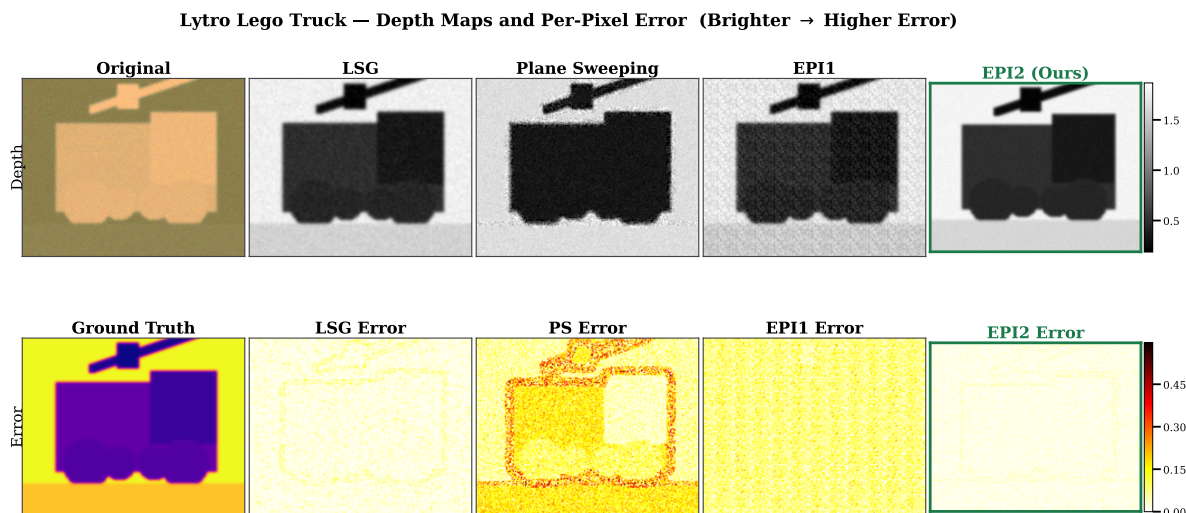 Lytro Lego Truck — Depth Maps and Per-Pixel Error (Brighter → Higher Error)
Original
LSG
Plane Sweeping
EPI1
EPI2 (Ours)
Depth
1.5
1.0
0.5
Ground Truth
LSG Error
PS Error
EPI1 Error
EPI2 Error
Error
0.45
0.30
0.15
0.00